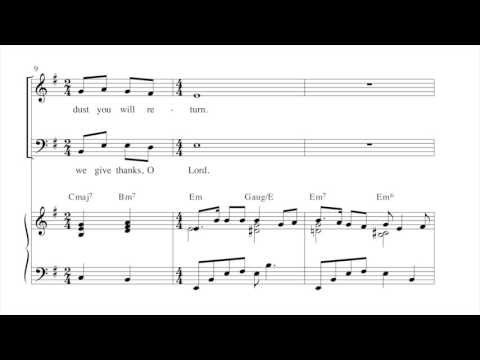 9
dust you will re - turn.
we give thanks, O Lord.
Cmaj7 Bm7 Em Gaug/E Em7 Em6